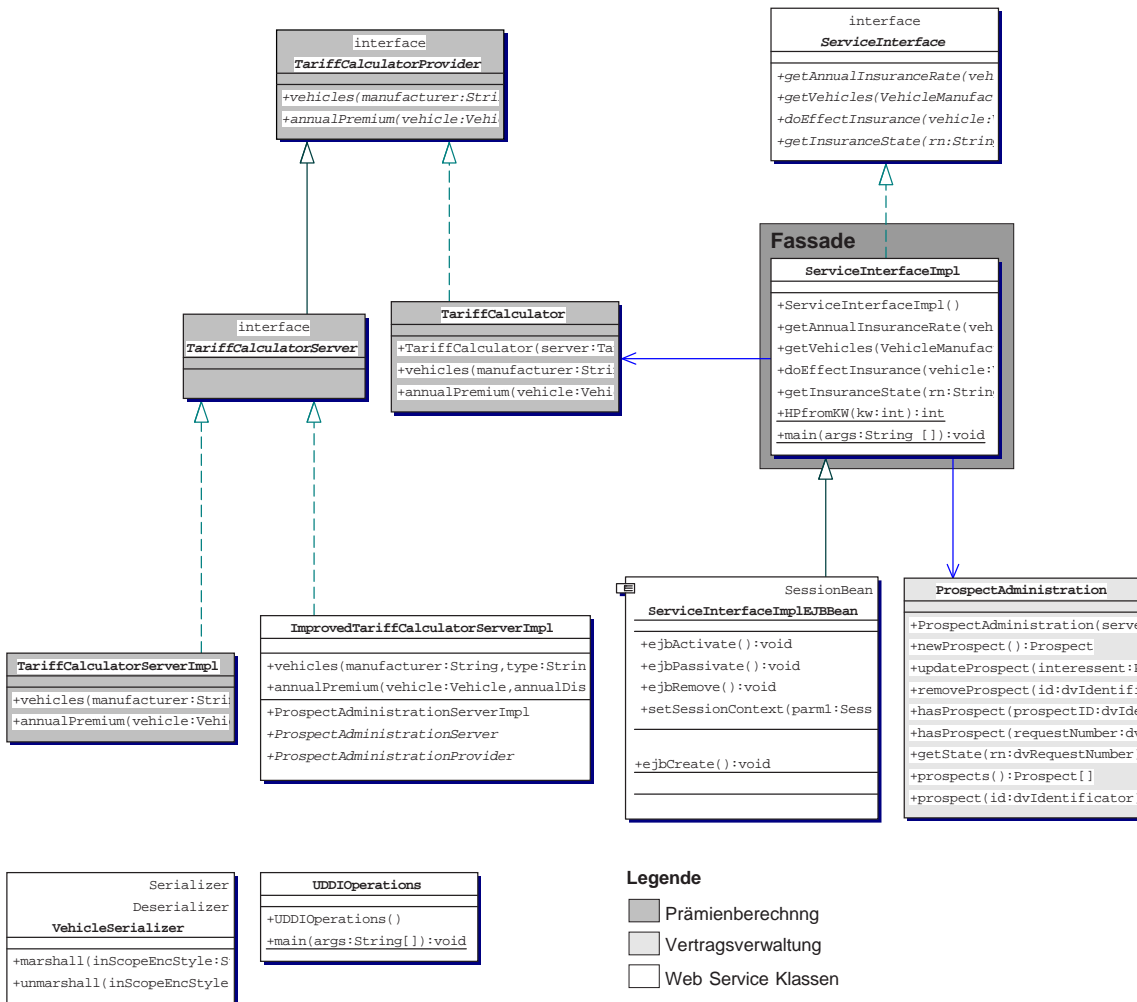 interface
TariffCalculatorProvider
+vehicles(manufacturer:Stri
+annualPremium(vehicle:Vehi
interface
ServiceInterface
+getAnnualInsuranceRate(veh
+getVehicles(VehicleManufac
+doEffectInsurance(vehicle:
+getInsuranceState(rn:String
Fassade
ServiceInterfaceImpl
+ServiceInterfaceImpl()
+getAnnualInsuranceRate(veh
+getVehicles(VehicleManufac
+doEffectInsurance(vehicle:
+getInsuranceState(rn:String
+HPfromKW(kw:int):int
+main(args:String []):void
interface
TariffCalculatorServer
TariffCalculator
+TariffCalculator(server:Ta
+vehicles(manufacturer:Stri
+annualPremium(vehicle:Vehi
TariffCalculatorServerImpl
+vehicles(manufacturer:Stri
+annualPremium(vehicle:Vehi
ImprovedTariffCalculatorServerImpl
+vehicles(manufacturer:String,type:Strin
+annualPremium(vehicle:Vehicle,annualDis
+ProspectAdministrationServerImpl
+ProspectAdministrationServer
+ProspectAdministrationProvider
SessionBean
ServiceInterfaceImplEJBBean
+ejbActivate():void
+ejbPassivate():void
+ejbRemove():void
+setSessionContext(parm1:Sess
+ejbCreate():void
ProspectAdministration
+ProspectAdministration(serve
+newProspect():Prospect
+updateProspect(interessent:P
+removeProspect(id:dvIdentifi
+hasProspect(prospectID:dvIde
+hasProspect(requestNumber:dv
+getState(rn:dvRequestNumber)
+prospects():Prospect[]
+prospect(id:dvIdentificator)
Serializer
Deserializer
VehicleSerializer
+marshall(inScopeEncStyle:S
+unmarshall(inScopeEncStyle
UDDIOperations
+UDDIOperations()
+main(args:String[]):void
Legende
Prämienberechnng
Vertragsverwaltung
Web Service Klassen